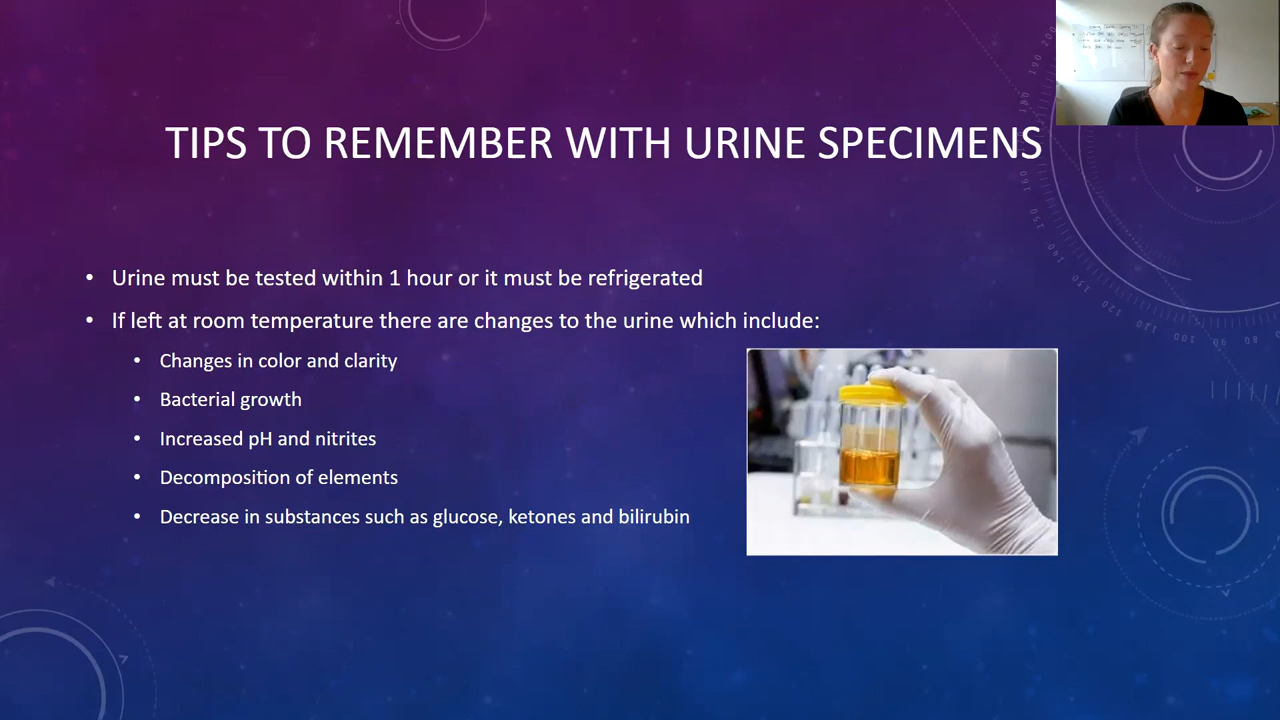 TIPS TO REMEMBER WITH URINE SPECIMENS
• Urine must be tested within 1 hour or it must be refrigerated
• If left at room temperature there are changes to the urine which include:
• Changes in color and clarity
• Bacterial growth
• Increased pH and nitrites
• Decomposition of elements
• Decrease in substances such as glucose, ketones and bilirubin